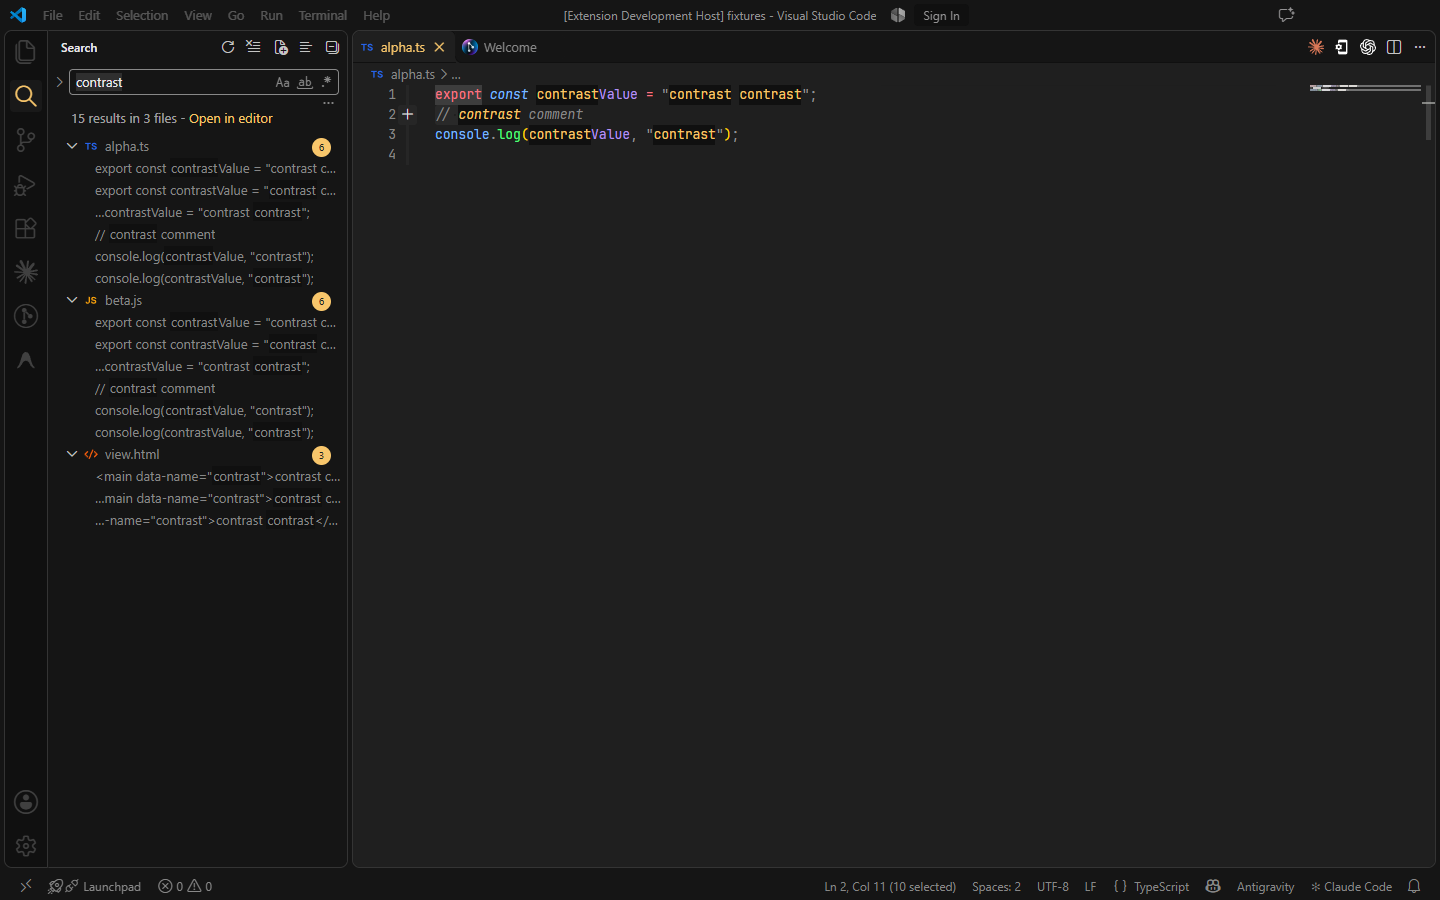 File Edit Selection View Go Run Terminal Help
[Extension Development Host] fixtures - Visual Studio Code
Sign In
Search
contrast
Aa ab .*
15 results in 3 files - Open in editor
TS alpha.ts 6
export const contrastValue = "contrast c...
export const contrastValue = "contrast c...
...contrastValue = "contrast contrast";
// contrast comment
console.log(contrastValue, "contrast");
console.log(contrastValue, "contrast");
JS beta.js 6
export const contrastValue = "contrast c...
export const contrastValue = "contrast c...
...contrastValue = "contrast contrast";
// contrast comment
console.log(contrastValue, "contrast");
console.log(contrastValue, "contrast");
</> view.html 3
<main data-name="contrast">contrast c...
...main data-name="contrast">contrast c...
...-name="contrast">contrast contrast</...
TS alpha.ts
Welcome
TS alpha.ts > ...
1 export const contrastValue = "contrast contrast";
2 // contrast comment
3 console.log(contrastValue, "contrast");
4
Launchpad 0 0
Ln 2, Col 11 (10 selected) Spaces: 2 UTF-8 LF { } TypeScript Antigravity Claude Code